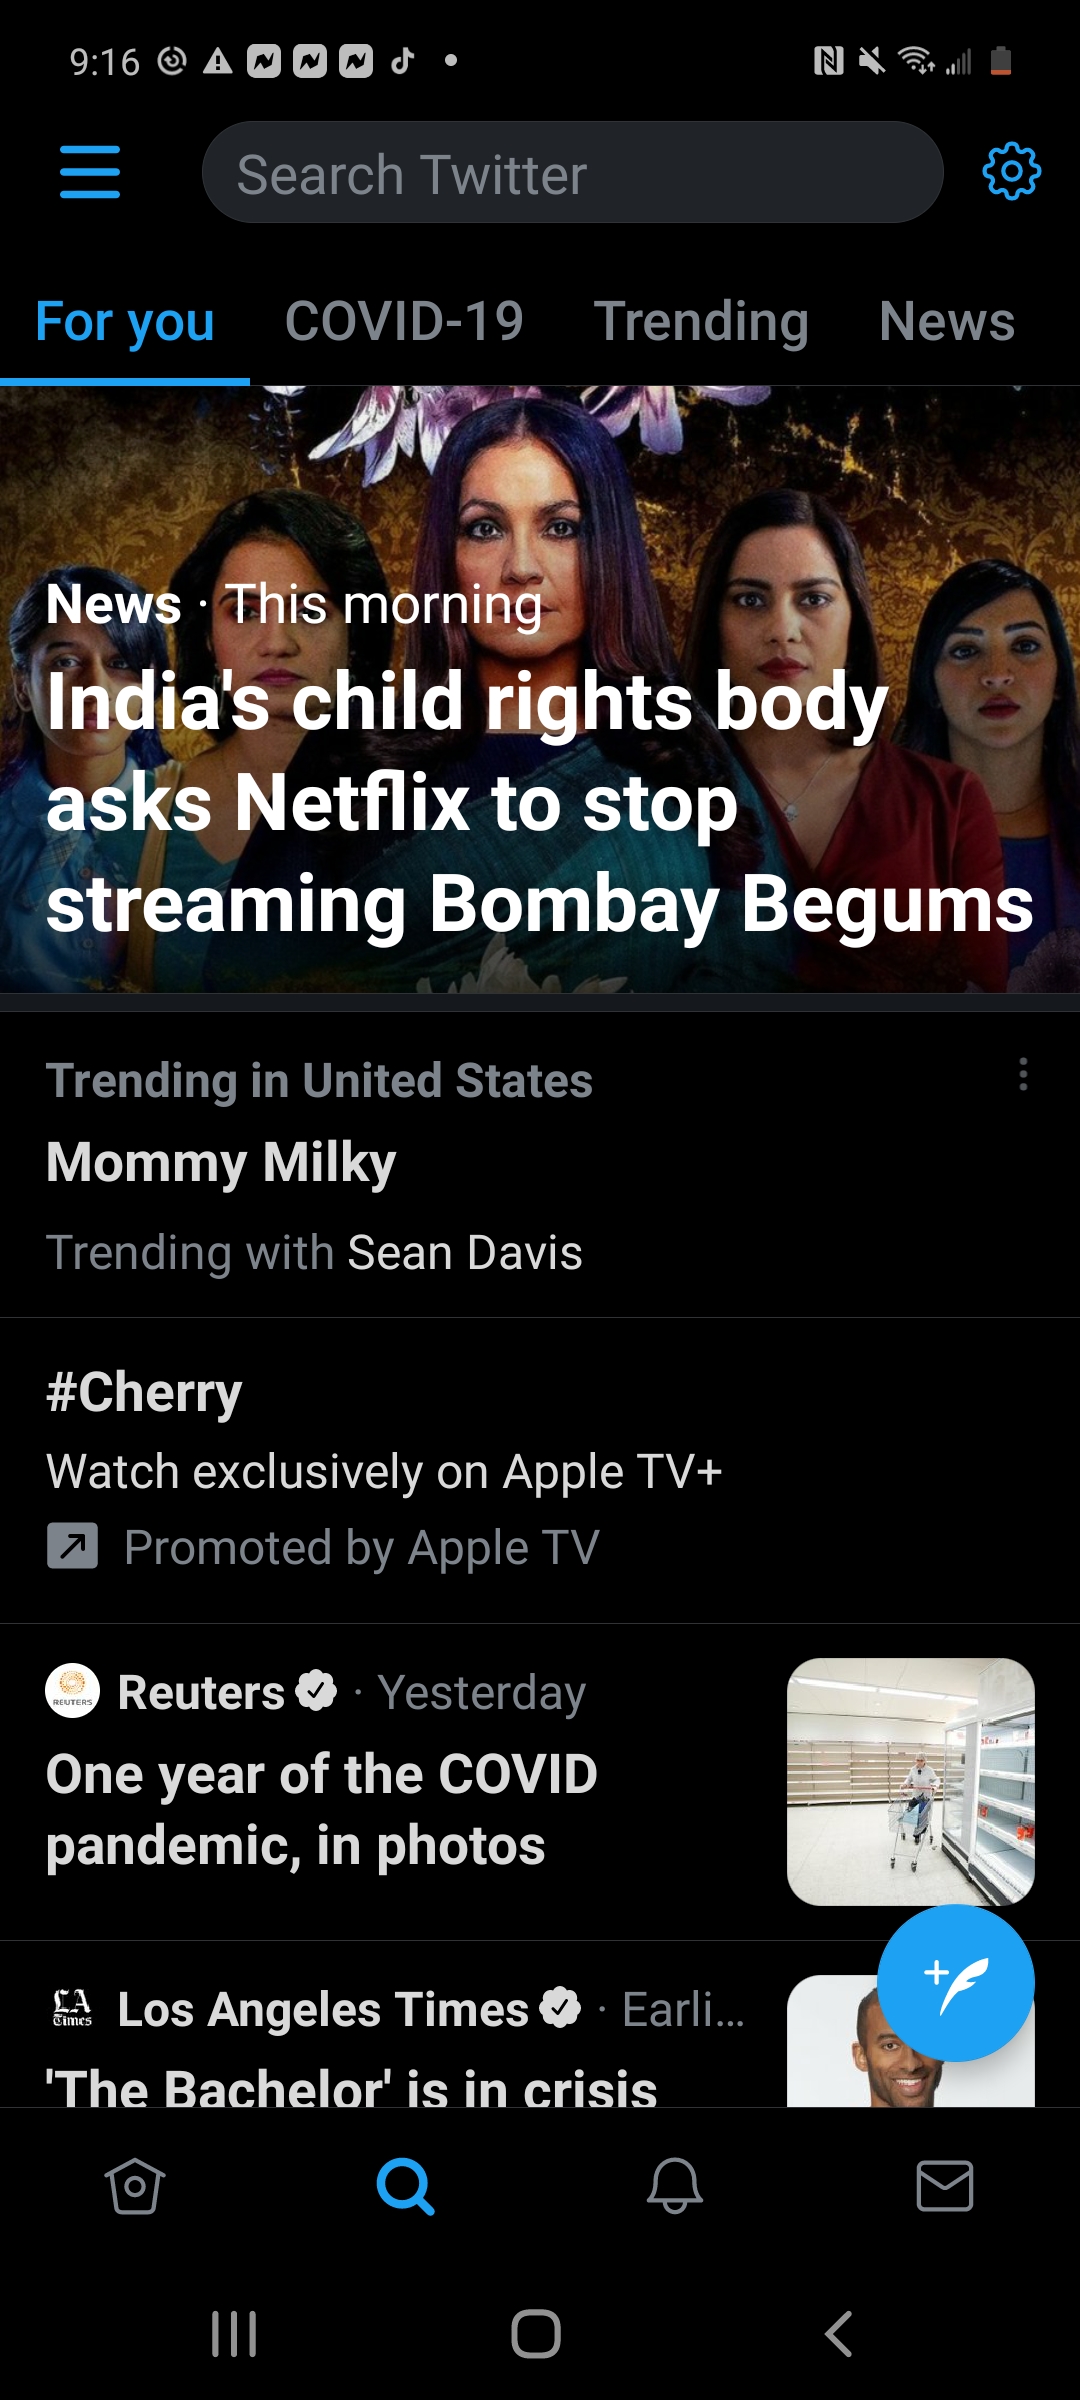 9:16
Search Twitter
For you COVID-19 Trending News
News · This morning
India's child rights body
asks Netflix to stop
streaming Bombay Begums
Trending in United States
Mommy Milky
Trending with Sean Davis
#Cherry
Watch exclusively on Apple TV+
Promoted by Apple TV
REUTERS
Reuters · Yesterday
One year of the COVID
pandemic, in photos
LA
Times
Los Angeles Times · Earli...
'The Bachelor' is in crisis